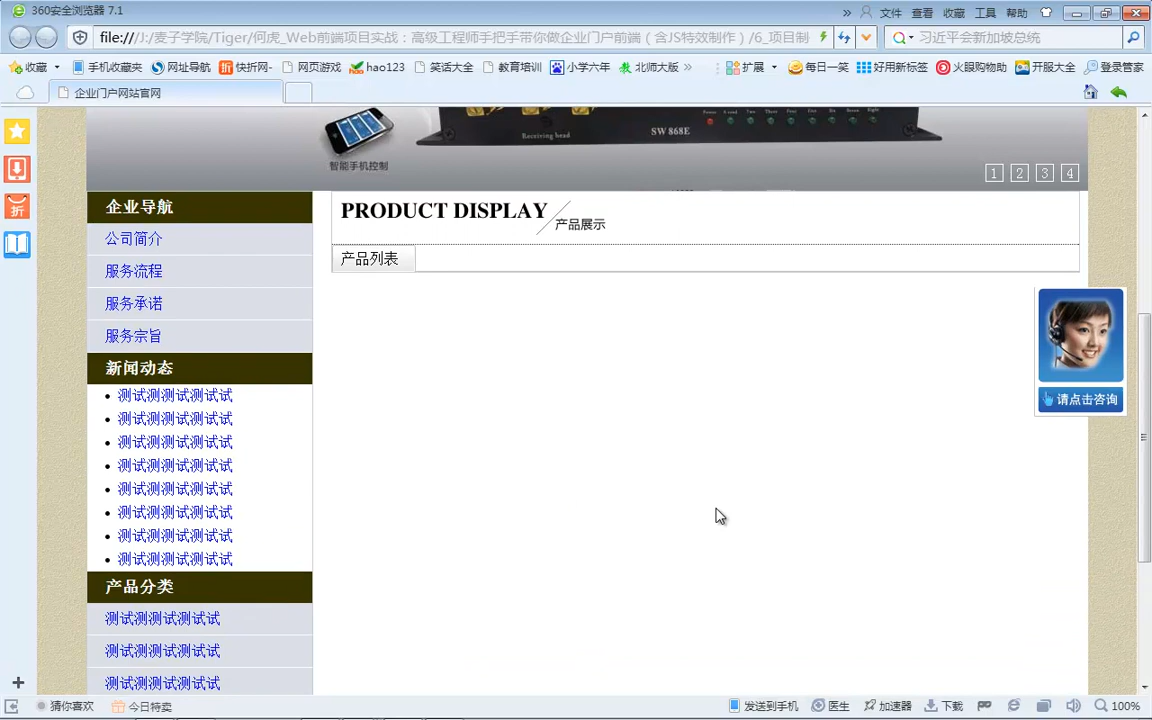 360安全浏览器 7.1
» 文件 查看 收藏 工具 帮助
file:///J:/麦子学院/Tiger/何虎_Web前端项目实战：高级工程师手把手带你做企业门户前端（含JS特效制作）/6_项目制
习近平会新加坡总统
收藏 手机收藏夹 网址导航 快折网- 网页游戏 hao123 笑话大全 教育培训 小学六年 北师大版 » 扩展 每日一笑 好用新标签 火眼购物助 开服大全 登录管家
企业门户网站官网
折
智能手机控制
Receiving head
SW 868E
1 2 3 4
企业导航
公司简介
服务流程
服务承诺
服务宗旨
新闻动态
测试测测试测试试
测试测测试测试试
测试测测试测试试
测试测测试测试试
测试测测试测试试
测试测测试测试试
测试测测试测试试
测试测测试测试试
产品分类
测试测测试测试试
测试测测试测试试
测试测测试测试试
PRODUCT DISPLAY 产品展示
产品列表
请点击咨询
猜你喜欢 今日特卖 发送到手机 医生 加速器 下载 100%